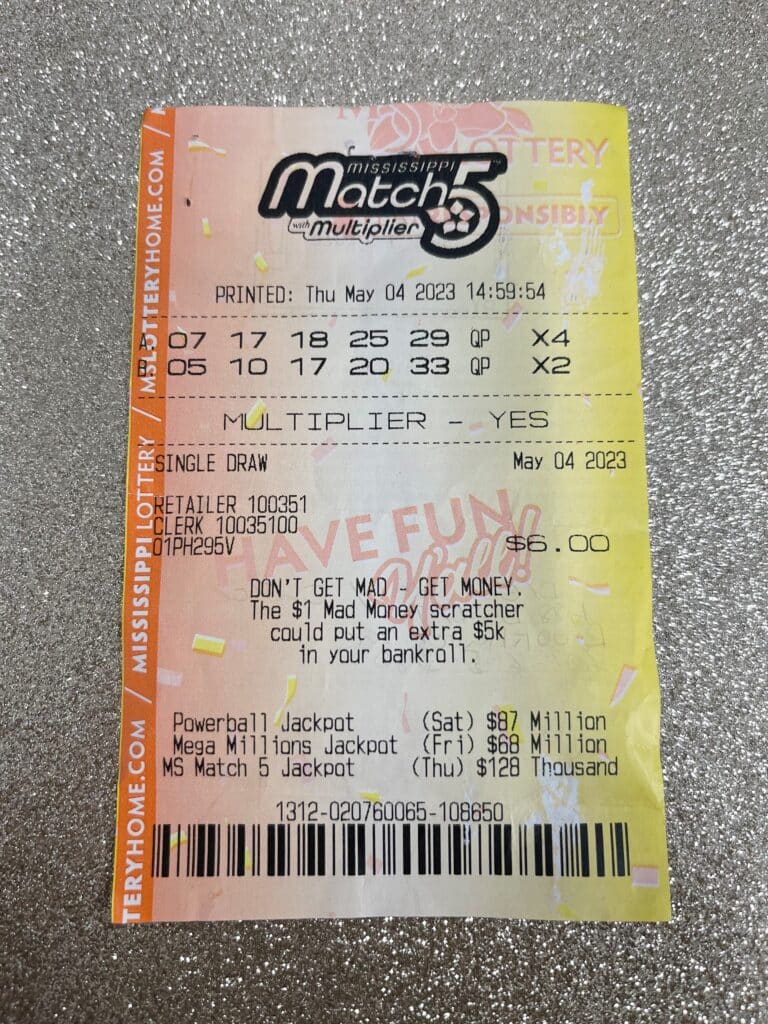 MS LOTTERY
RESPONSIBLY
MISSISSIPPI
Match 5
with Multiplier
PRINTED: Thu May 04 2023 14:59:54
A. 07 17 18 25 29 QP X4
B. 05 10 17 20 33 QP X2
MULTIPLIER - YES
SINGLE DRAW May 04 2023
RETAILER 100351
CLERK 10035100
01PH295V $6.00
HAVE FUN
Y'all!
DON'T GET MAD - GET MONEY.
The $1 Mad Money scratcher
could put an extra $5k
in your bankroll.
Powerball Jackpot (Sat) $87 Million
Mega Millions Jackpot (Fri) $68 Million
MS Match 5 Jackpot (Thu) $128 Thousand
1312-020760065-108650
TERYHOME.COM / MISSISSIPPI LOTTERY / MSLOTTERYHOME.COM /